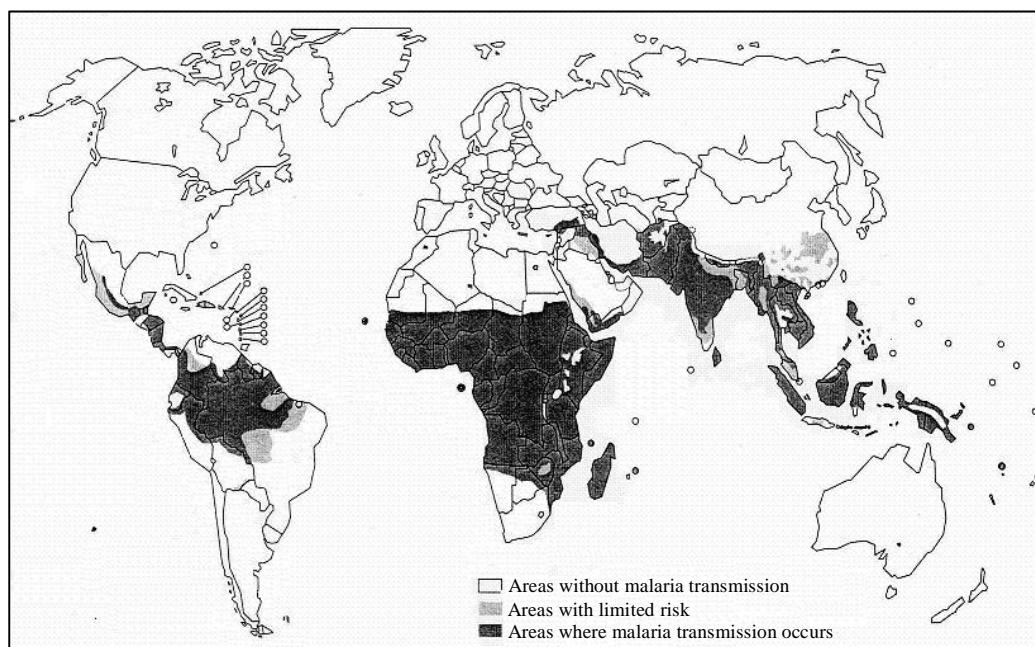 Areas without malaria transmission
Areas with limited risk
Areas where malaria transmission occurs